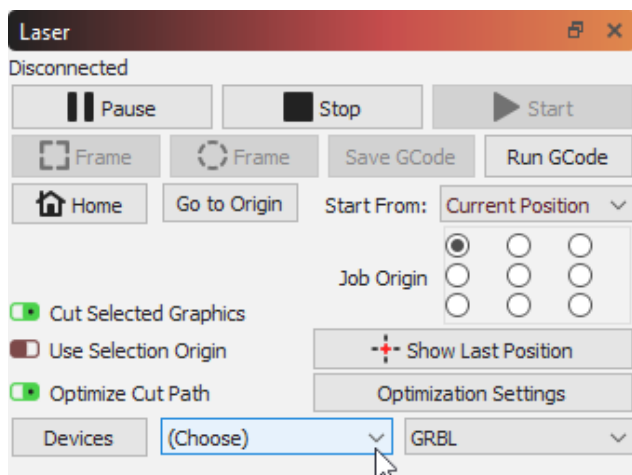 Laser
Disconnected
Pause Stop Start
Frame Frame Save GCode Run GCode
Home Go to Origin Start From: Current Position
Job Origin
Cut Selected Graphics
Use Selection Origin Show Last Position
Optimize Cut Path Optimization Settings
Devices (Choose) GRBL